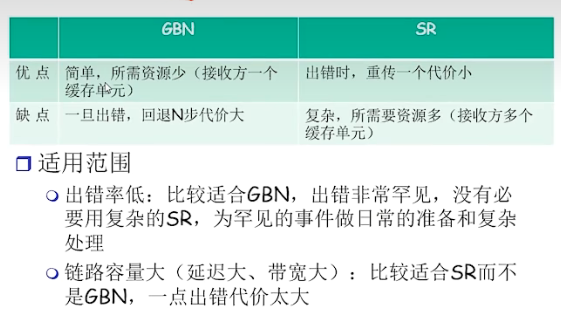 GBN SR
优 点 简单，所需资源少（接收方一个 出错时，重传一个代价小
缓存单元）
缺 点 一旦出错，回退N步代价大 复杂，所需要资源多（接收方多个
缓存单元）
适用范围
出错率低：比较适合GBN，出错非常罕见，没有必
要用复杂的SR，为罕见的事件做日常的准备和复杂
处理
链路容量大（延迟大、带宽大）：比较适合SR而不
是GBN，一点出错代价太大